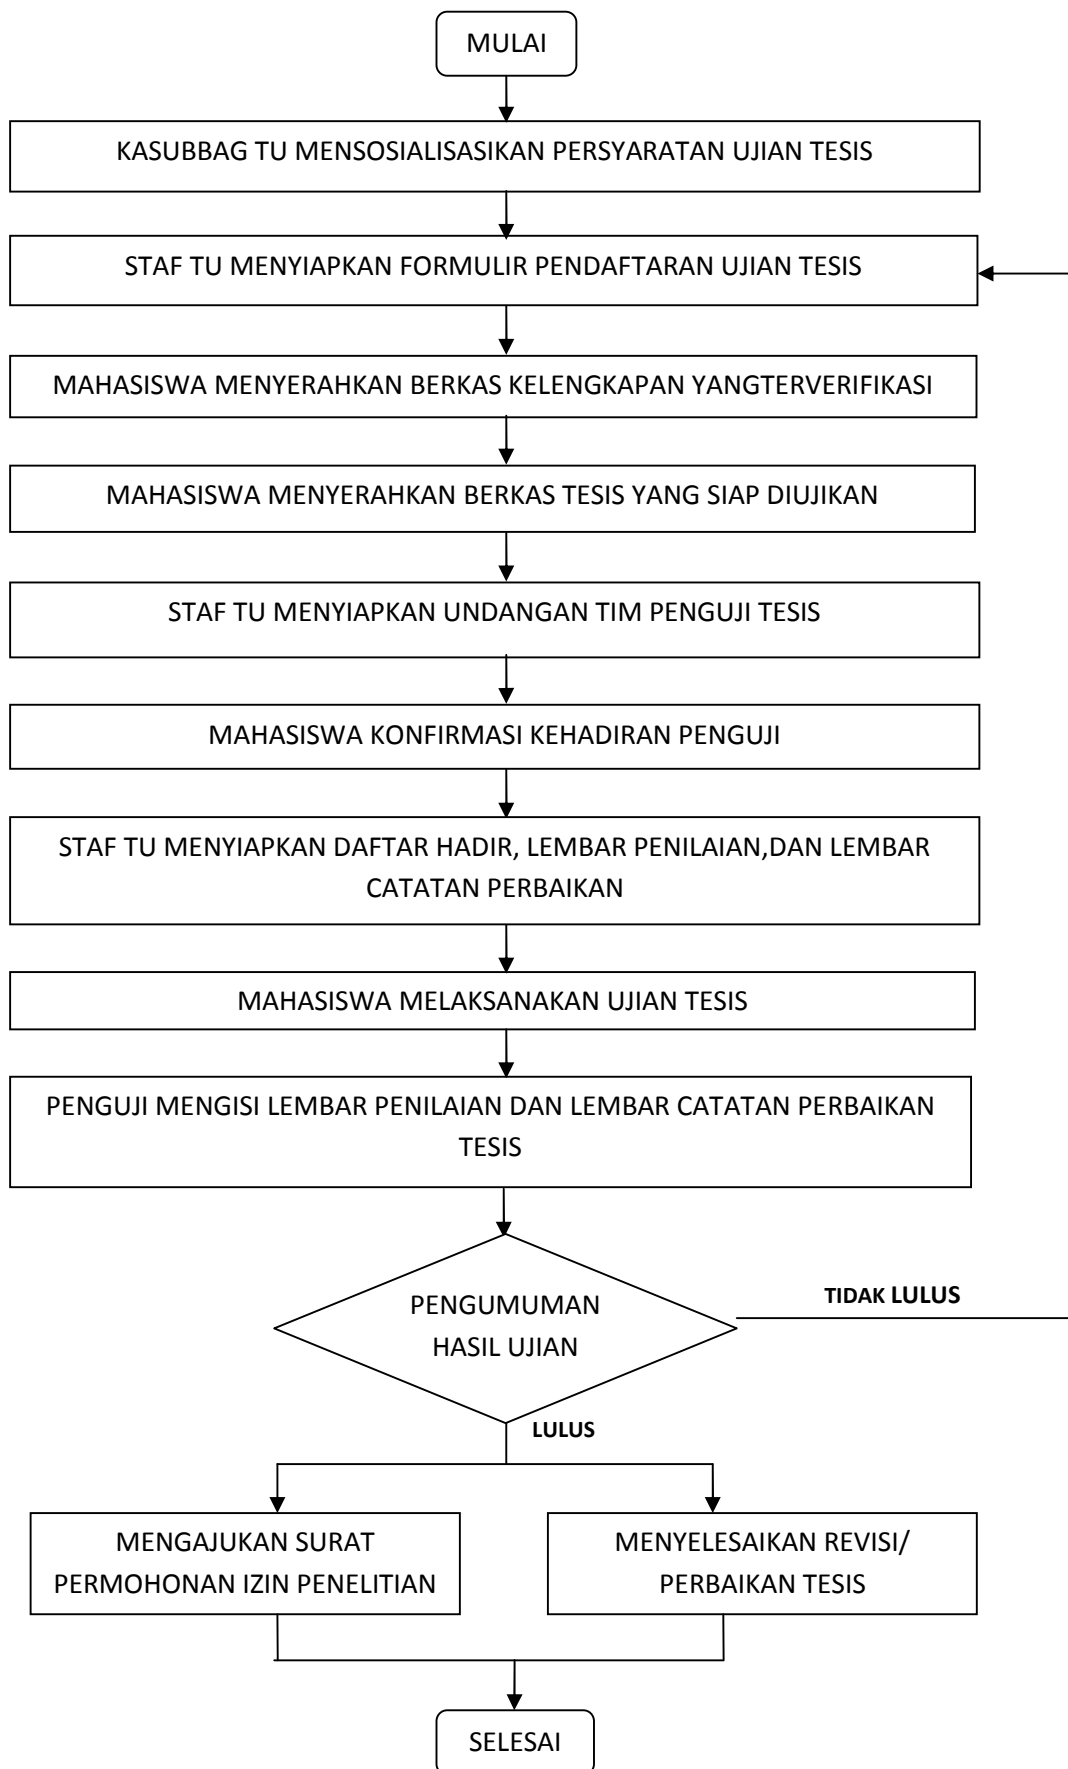 MULAI
KASUBBAG TU MENSOSIALISASIKAN PERSYARATAN UJIAN TESIS
STAF TU MENYIAPKAN FORMULIR PENDAFTARAN UJIAN TESIS
MAHASISWA MENYERAHKAN BERKAS KELENGKAPAN YANGTERVERIFIKASI
MAHASISWA MENYERAHKAN BERKAS TESIS YANG SIAP DIUJIKAN
STAF TU MENYIAPKAN UNDANGAN TIM PENGUJI TESIS
MAHASISWA KONFIRMASI KEHADIRAN PENGUJI
STAF TU MENYIAPKAN DAFTAR HADIR, LEMBAR PENILAIAN,DAN LEMBAR
CATATAN PERBAIKAN
MAHASISWA MELAKSANAKAN UJIAN TESIS
PENGUJI MENGISI LEMBAR PENILAIAN DAN LEMBAR CATATAN PERBAIKAN
TESIS
PENGUMUMAN
HASIL UJIAN
TIDAK LULUS
LULUS
MENGAJUKAN SURAT
PERMOHONAN IZIN PENELITIAN
MENYELESAIKAN REVISI/
PERBAIKAN TESIS
SELESAI